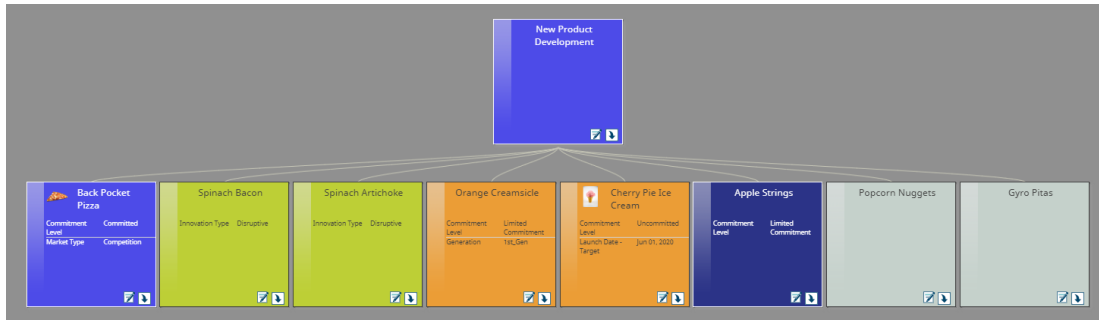 New Product
Development
Back Pocket
Pizza
Commitment Level Committed
Market Type Competition
Spinach Bacon
Innovation Type Disruptive
Spinach Artichoke
Innovation Type Disruptive
Orange Creamsicle
Commitment Level Limited Commitment
Generation 1st_Gen
Cherry Pie Ice
Cream
Commitment Level Uncommitted
Launch Date - Target Jun 01, 2020
Apple Strings
Commitment Level Limited Commitment
Popcorn Nuggets
Gyro Pitas